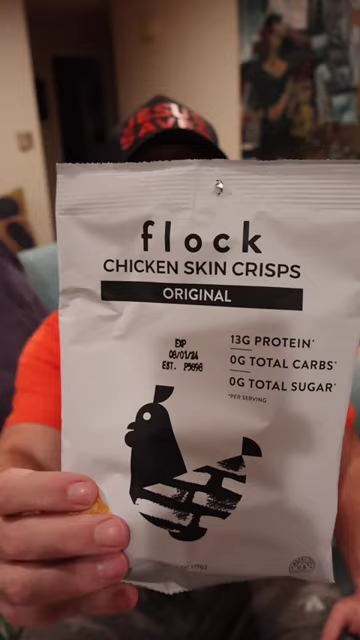 flock
CHICKEN SKIN CRISPS
ORIGINAL
EXP
08/01/24
EST. P5696
13G PROTEIN*
0G TOTAL CARBS*
0G TOTAL SUGAR*
*PER SERVING